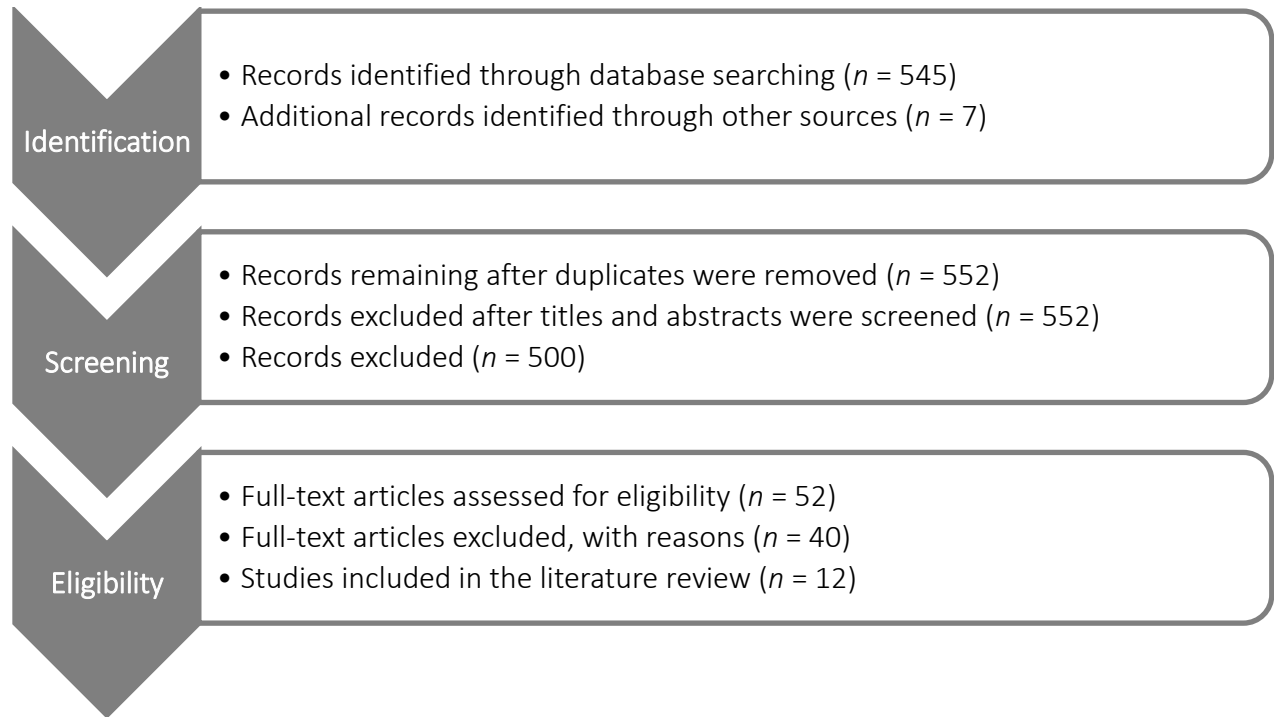 Identification
• Records identified through database searching (n = 545)
• Additional records identified through other sources (n = 7)
Screening
• Records remaining after duplicates were removed (n = 552)
• Records excluded after titles and abstracts were screened (n = 552)
• Records excluded (n = 500)
Eligibility
• Full-text articles assessed for eligibility (n = 52)
• Full-text articles excluded, with reasons (n = 40)
• Studies included in the literature review (n = 12)